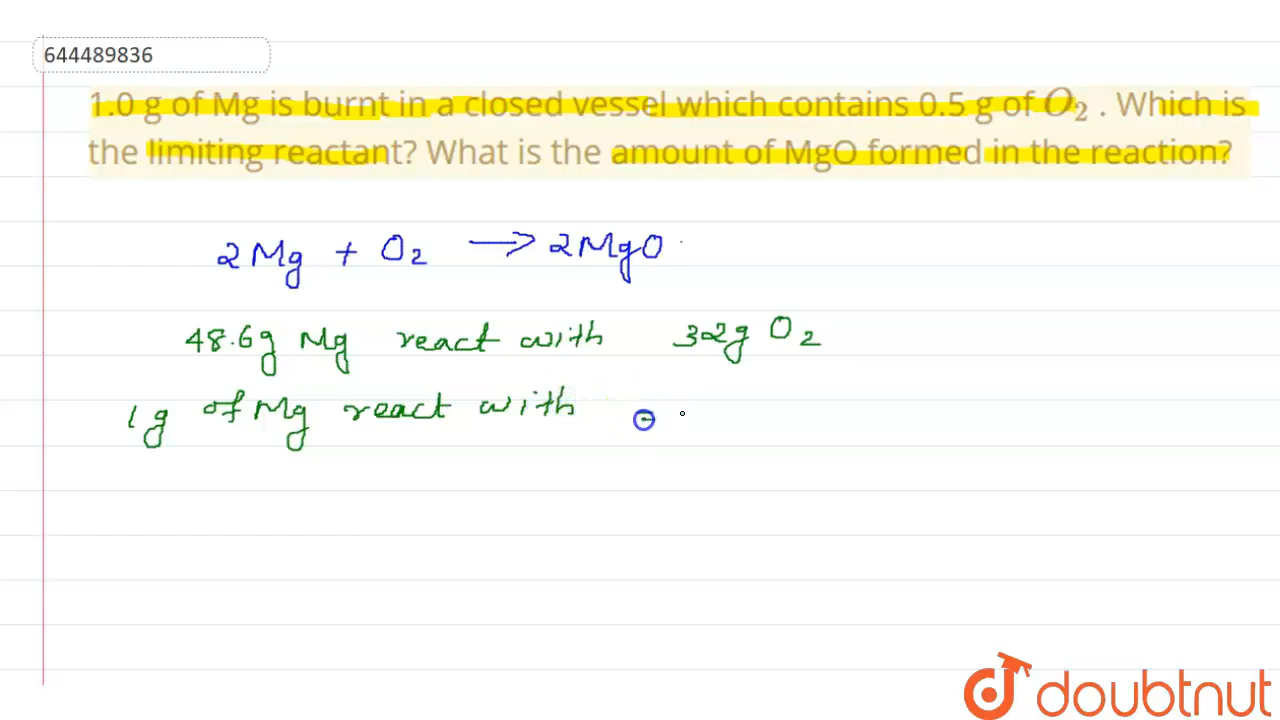 644489836
1.0 g of Mg is burnt in a closed vessel which contains 0.5 g of O₂ . Which is
the limiting reactant? What is the amount of MgO formed in the reaction?
2Mg + O₂ → 2MgO
48.6g Mg react with 32g O₂
1g of Mg react with
doubtnut